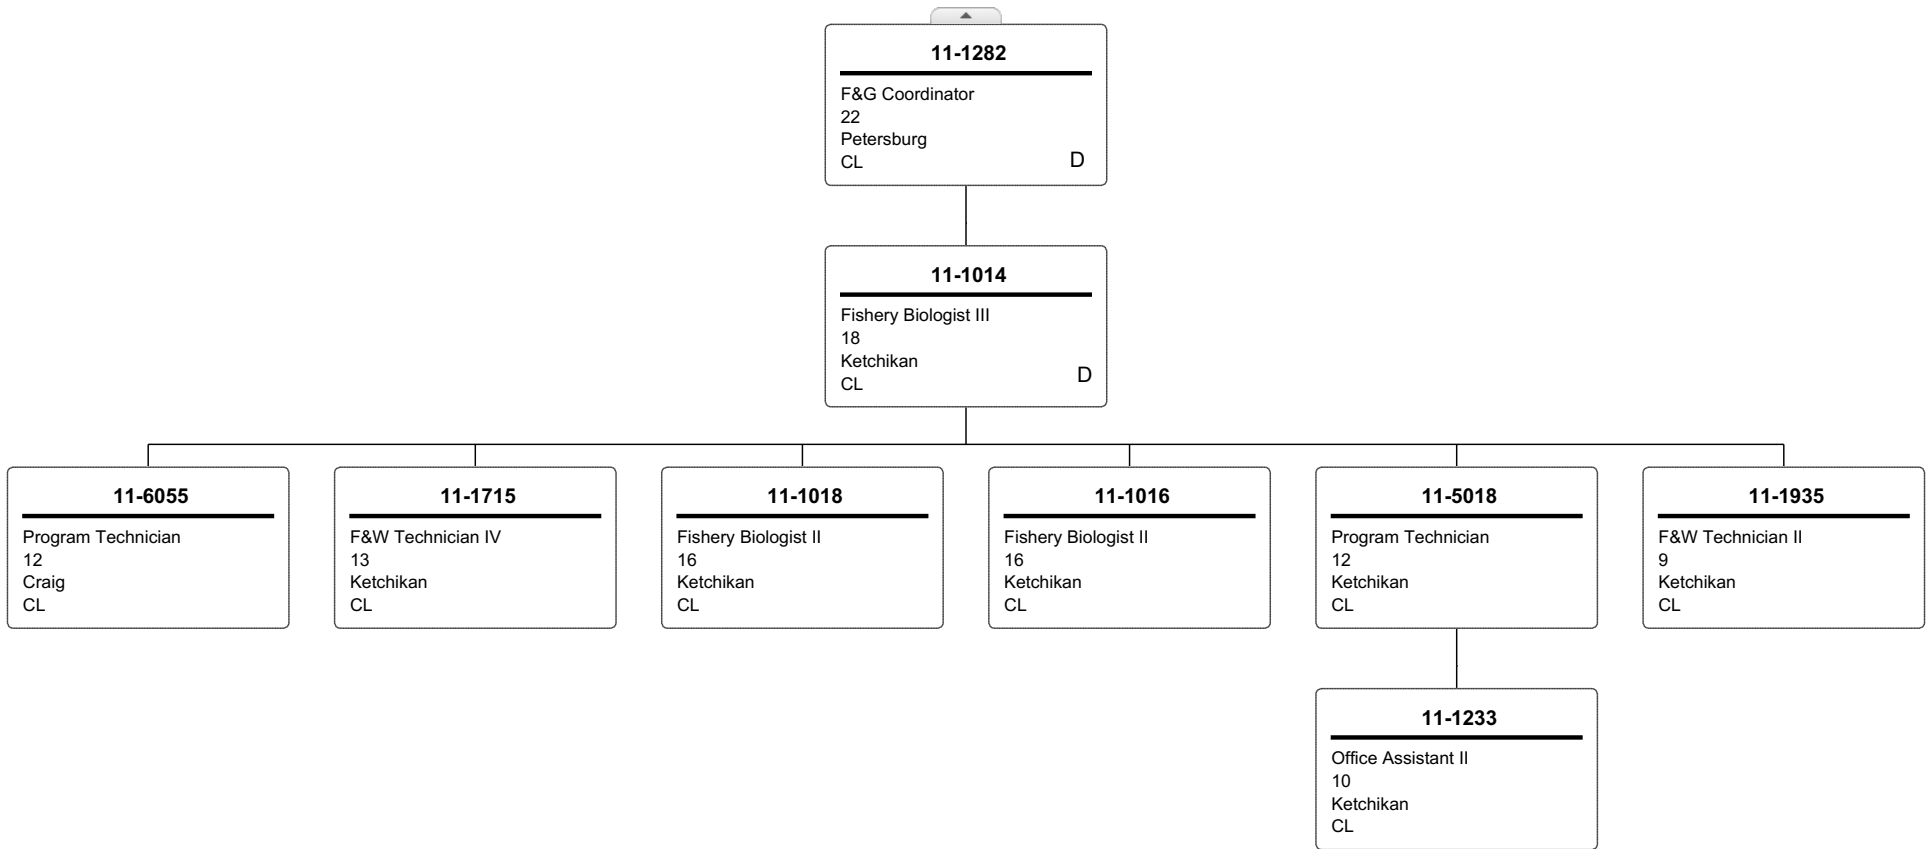 11-1282
F&G Coordinator
22
Petersburg
CL
D
11-1014
Fishery Biologist III
18
Ketchikan
CL
D
11-6055
Program Technician
12
Craig
CL
11-1715
F&W Technician IV
13
Ketchikan
CL
11-1018
Fishery Biologist II
16
Ketchikan
CL
11-1016
Fishery Biologist II
16
Ketchikan
CL
11-5018
Program Technician
12
Ketchikan
CL
11-1935
F&W Technician II
9
Ketchikan
CL
11-1233
Office Assistant II
10
Ketchikan
CL